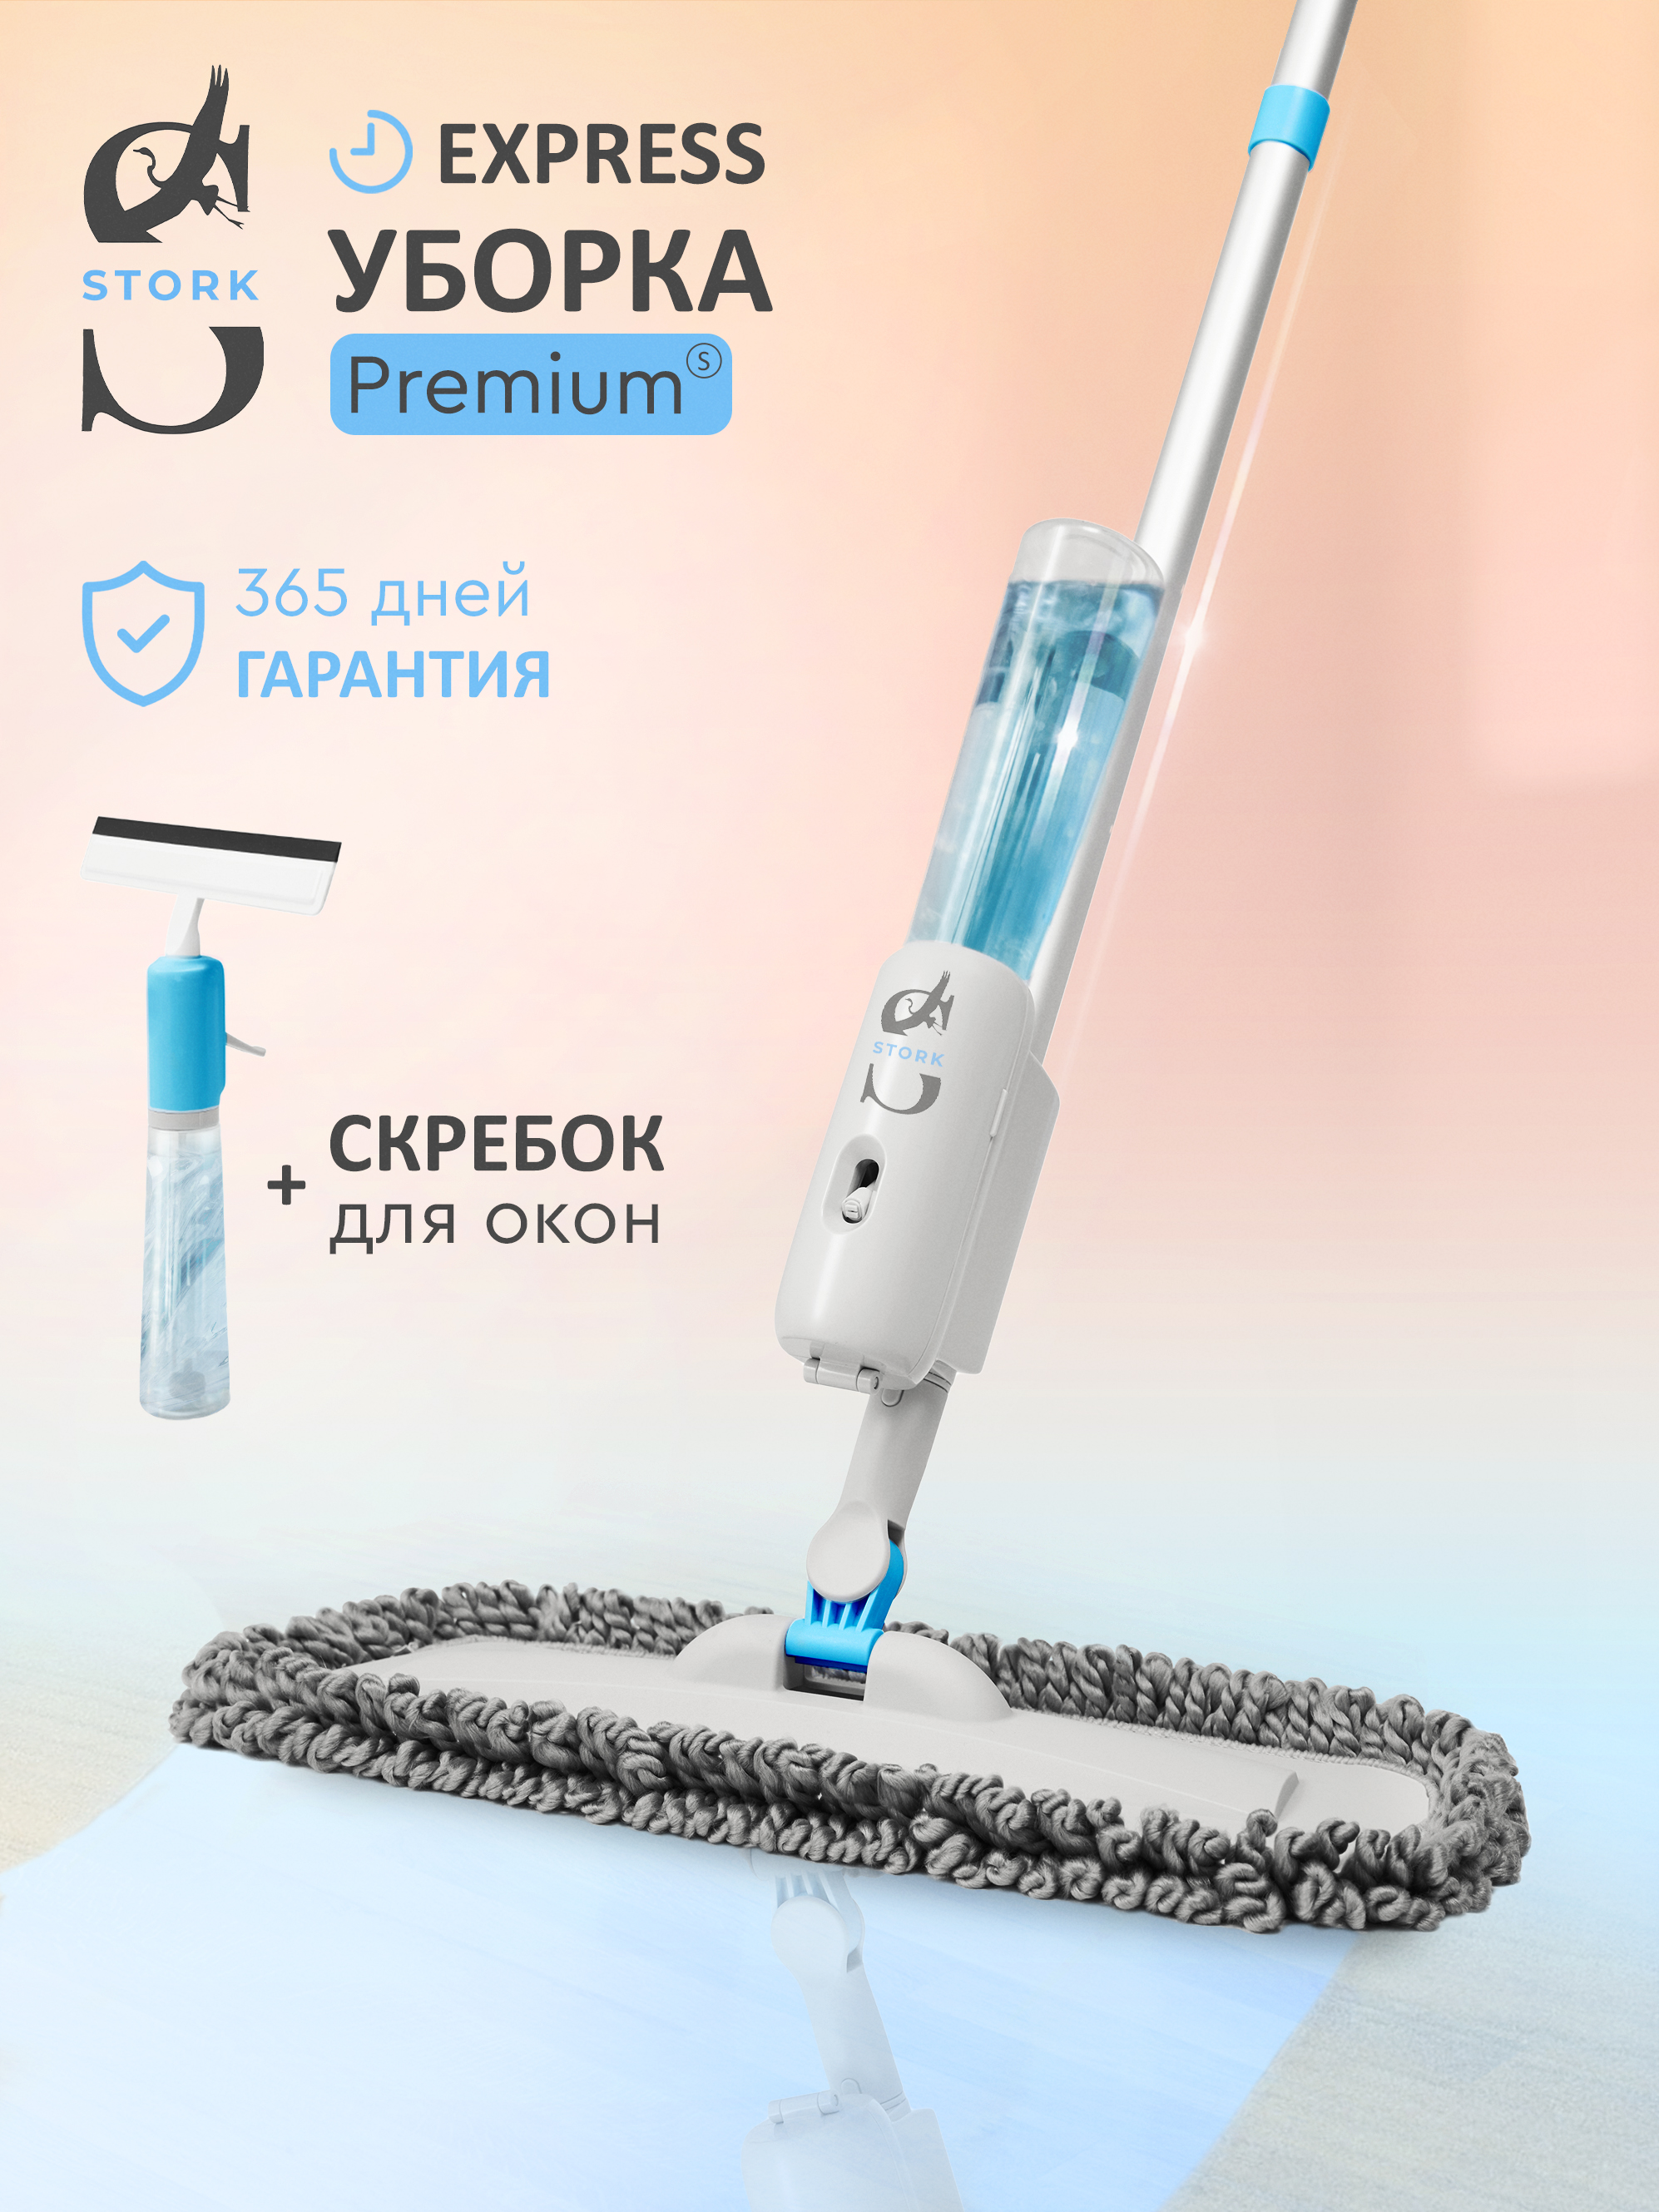 STORK
EXPRESS
УБОРКА
Premium Ⓢ
365 дней
ГАРАНТИЯ
+ СКРЕБОК
для окон
STORK